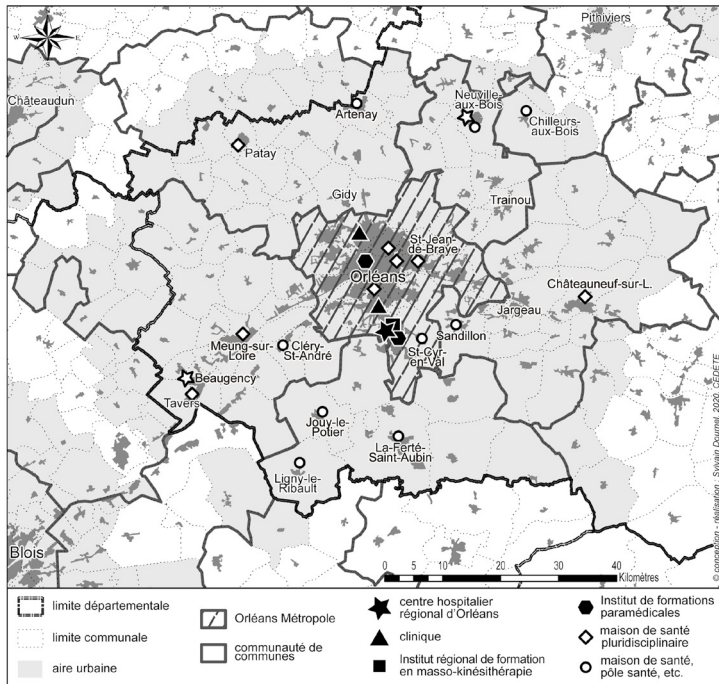 Pithiviers
N
W
E
S
Châteaudun
Neuville-
aux-Bois
Artenay
Chilleurs-
aux-Bois
Patay
Gidy
Trainou
St-Jean-
de-Braye
Orléans
Châteauneuf-sur-L.
Jargeau
Meung-sur-
Loire
Cléry-
St-André
Sandillon
St-Cyr-
en-Val
Beaugency
Tavers
Jouy-le-
Potier
La-Ferté-
Saint-Aubin
Ligny-le-
Ribault
Blois
0 5 10 20 30 40
Kilomètres
© conception - réalisation : Sylvain Dournel, 2020, CEDETE
limite départementale
limite communale
aire urbaine
Orléans Métropole
communauté de
communes
centre hospitalier
régional d'Orléans
clinique
Institut régional de formation
en masso-kinésithérapie
Institut de formations
paramédicales
maison de santé
pluridisciplinaire
maison de santé,
pôle santé, etc.